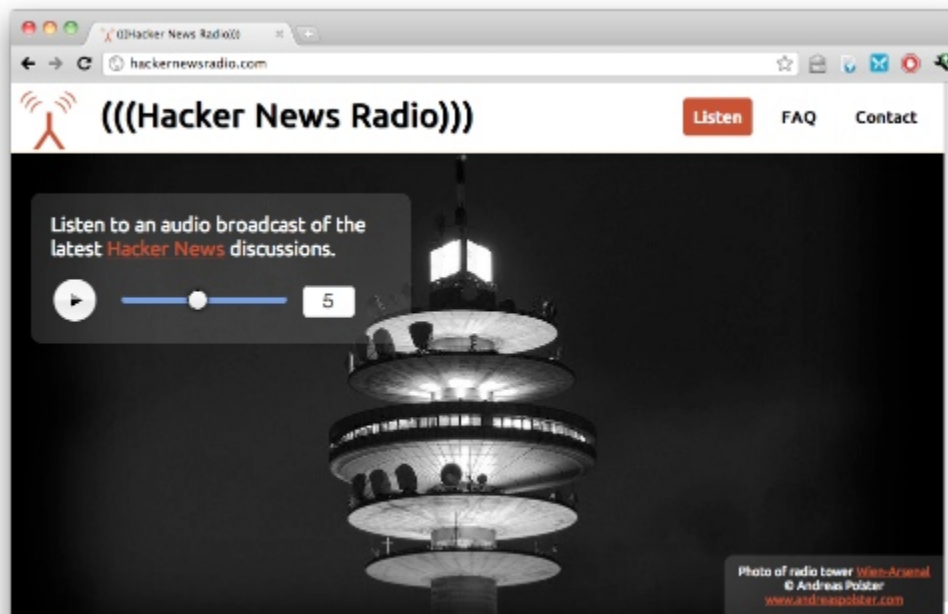 (((Hacker News Radio)))
hackernewsradio.com
(((Hacker News Radio)))
Listen
FAQ
Contact
Listen to an audio broadcast of the
latest Hacker News discussions.
5
Photo of radio tower Wien-Arsenal
© Andreas Polster
www.andreaspolster.com